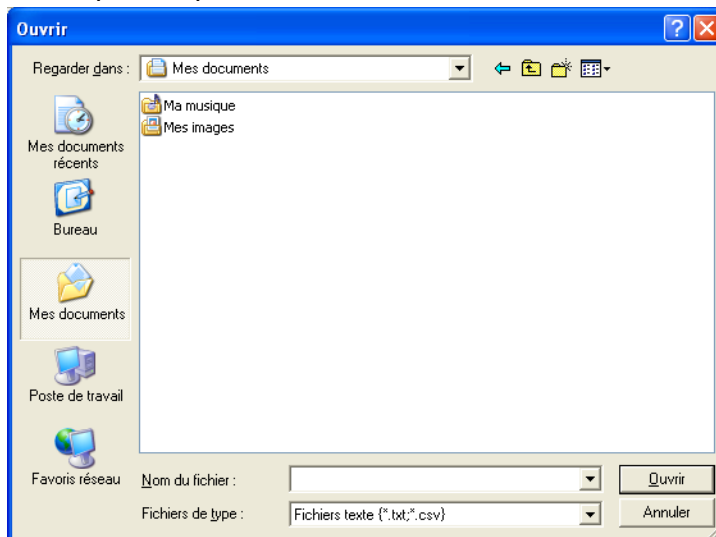 Ouvrir
Regarder dans :
Mes documents
Ma musique
Mes images
Mes documents
récents
Bureau
Mes documents
Poste de travail
Favoris réseau
Nom du fichier :
Ouvrir
Fichiers de type :
Fichiers texte {*.txt;*.csv}
Annuler